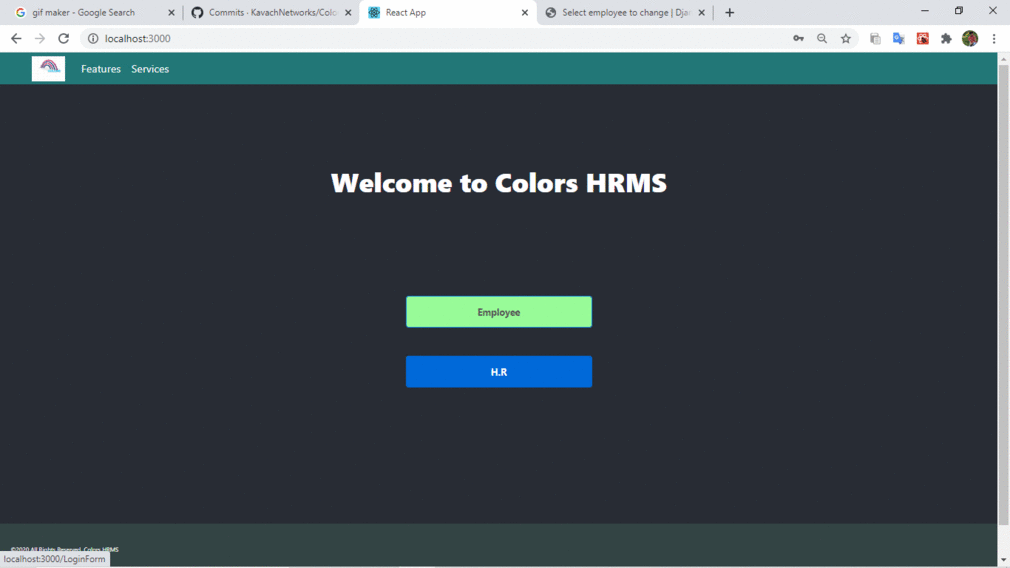 gif maker - Google Search
Commits · KavachNetworks/Colo
React App
Select employee to change | Dja
localhost:3000
Features Services
Welcome to Colors HRMS
Employee
H.R
©2020 All Rights Reserved. Colors HRMS
localhost:3000/LoginForm